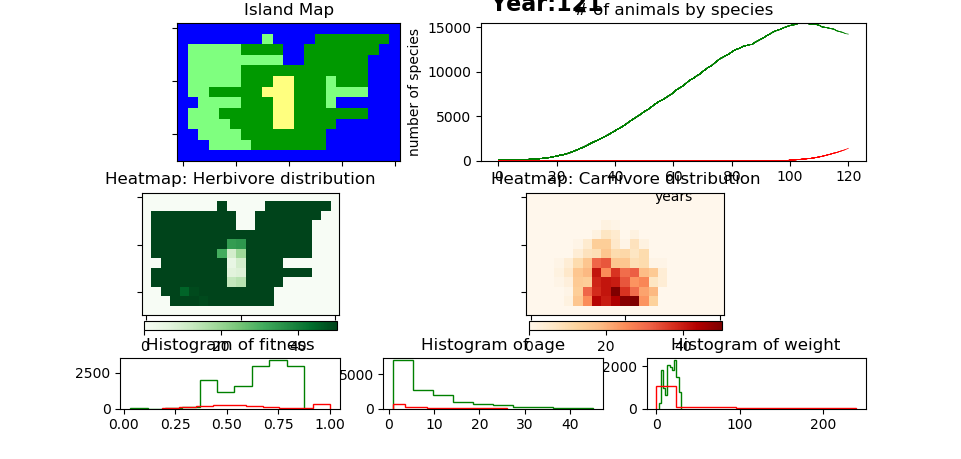 Year:121
Island Map
# of animals by species
number of species
15000
10000
5000
0
0 20 40 60 80 100 120
years
Heatmap: Herbivore distribution
Heatmap: Carnivore distribution
0 20 40
0 20 40
Histogram of fitness
Histogram of age
Histogram of weight
2500
0
0.00 0.25 0.50 0.75 1.00
5000
0
0 10 20 30 40
2000
0
0 100 200